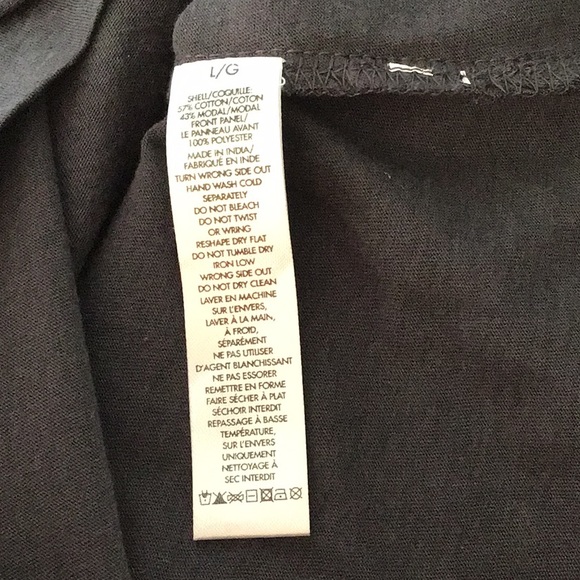 L/G
SHELL/COQUILLE:
57% COTTON/COTON
43% MODAL/MODAL
FRONT PANEL/
LE PANNEAU AVANT
100% POLYESTER
MADE IN INDIA/
FABRIQUÉ EN INDE
TURN WRONG SIDE OUT
HAND WASH COLD
SEPARATELY
DO NOT BLEACH
DO NOT TWIST
OR WRING
RESHAPE DRY FLAT
DO NOT TUMBLE DRY
IRON LOW
WRONG SIDE OUT
DO NOT DRY CLEAN
LAVER EN MACHINE
SUR L'ENVERS,
LAVER À LA MAIN,
À FROID,
SÉPARÉMENT
NE PAS UTILISER
D'AGENT BLANCHISSANT
NE PAS ESSORER
REMETTRE EN FORME
FAIRE SÉCHER À PLAT
SÉCHOIR INTERDIT
REPASSAGE À BASSE
TEMPÉRATURE,
SUR L'ENVERS
UNIQUEMENT
NETTOYAGE À
SEC INTERDIT